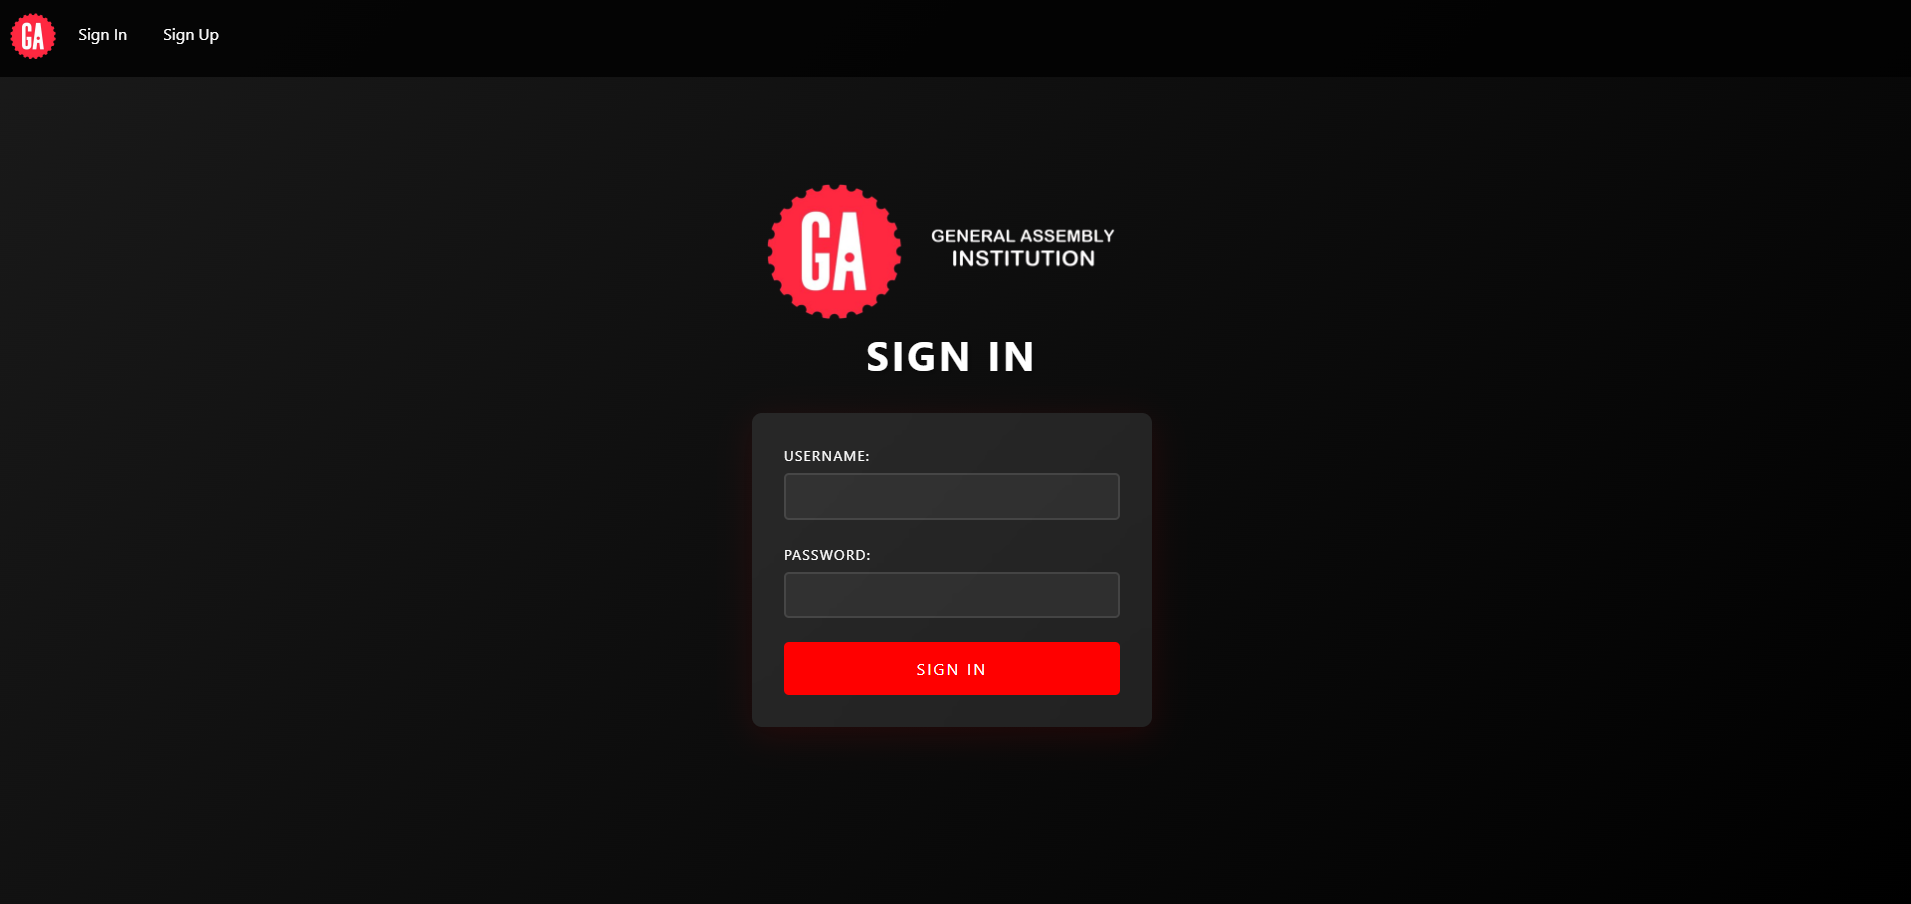 GA
Sign In
Sign Up
GA
GENERAL ASSEMBLY
INSTITUTION
SIGN IN
USERNAME:
PASSWORD:
SIGN IN